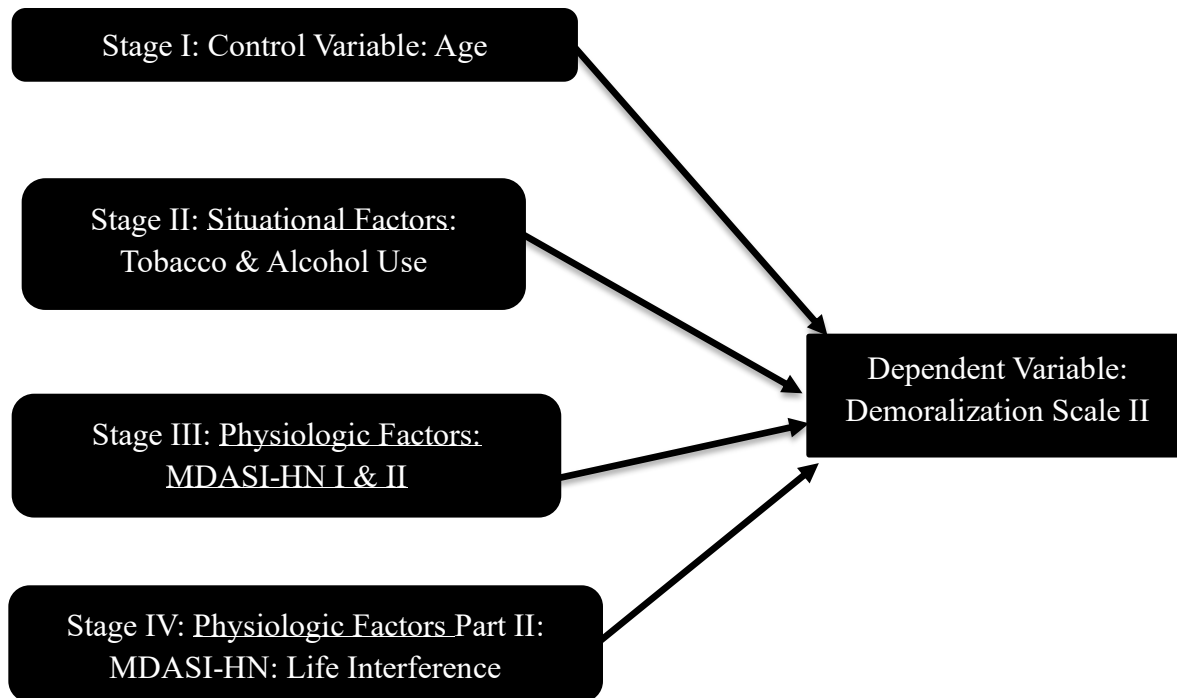 Stage I: Control Variable: Age
Stage II: Situational Factors:
Tobacco & Alcohol Use
Dependent Variable:
Demoralization Scale II
Stage III: Physiologic Factors:
MDASI-HN I & II
Stage IV: Physiologic Factors Part II:
MDASI-HN: Life Interference